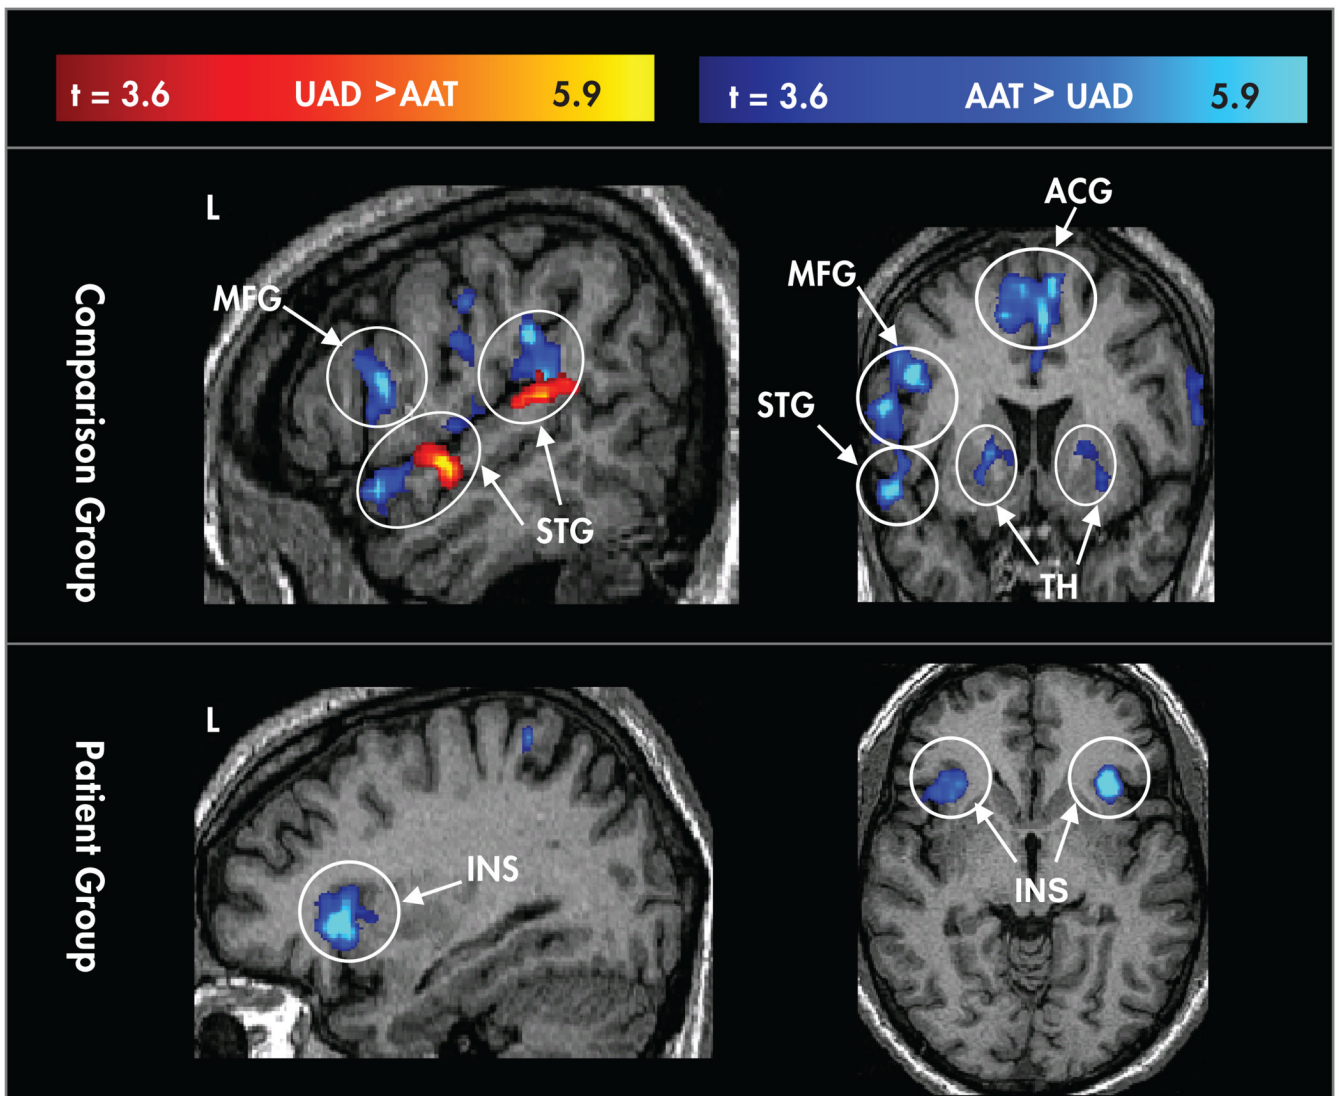 t = 3.6 UAD >AAT 5.9
t = 3.6 AAT > UAD 5.9
Comparison Group
L
MFG
STG
ACG
MFG
STG
TH
Patient Group
L
INS
INS